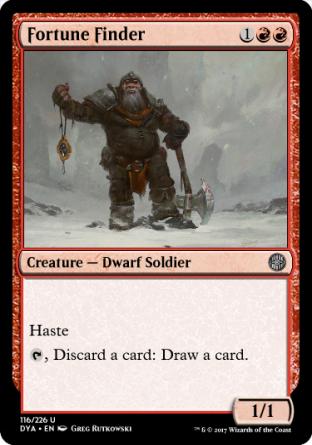 Fortune Finder 1
Creature — Dwarf Soldier
Haste
, Discard a card: Draw a card.
1/1
116/226 U
DYA • EN Greg Rutkowski ™ & © 2017 Wizards of the Coast